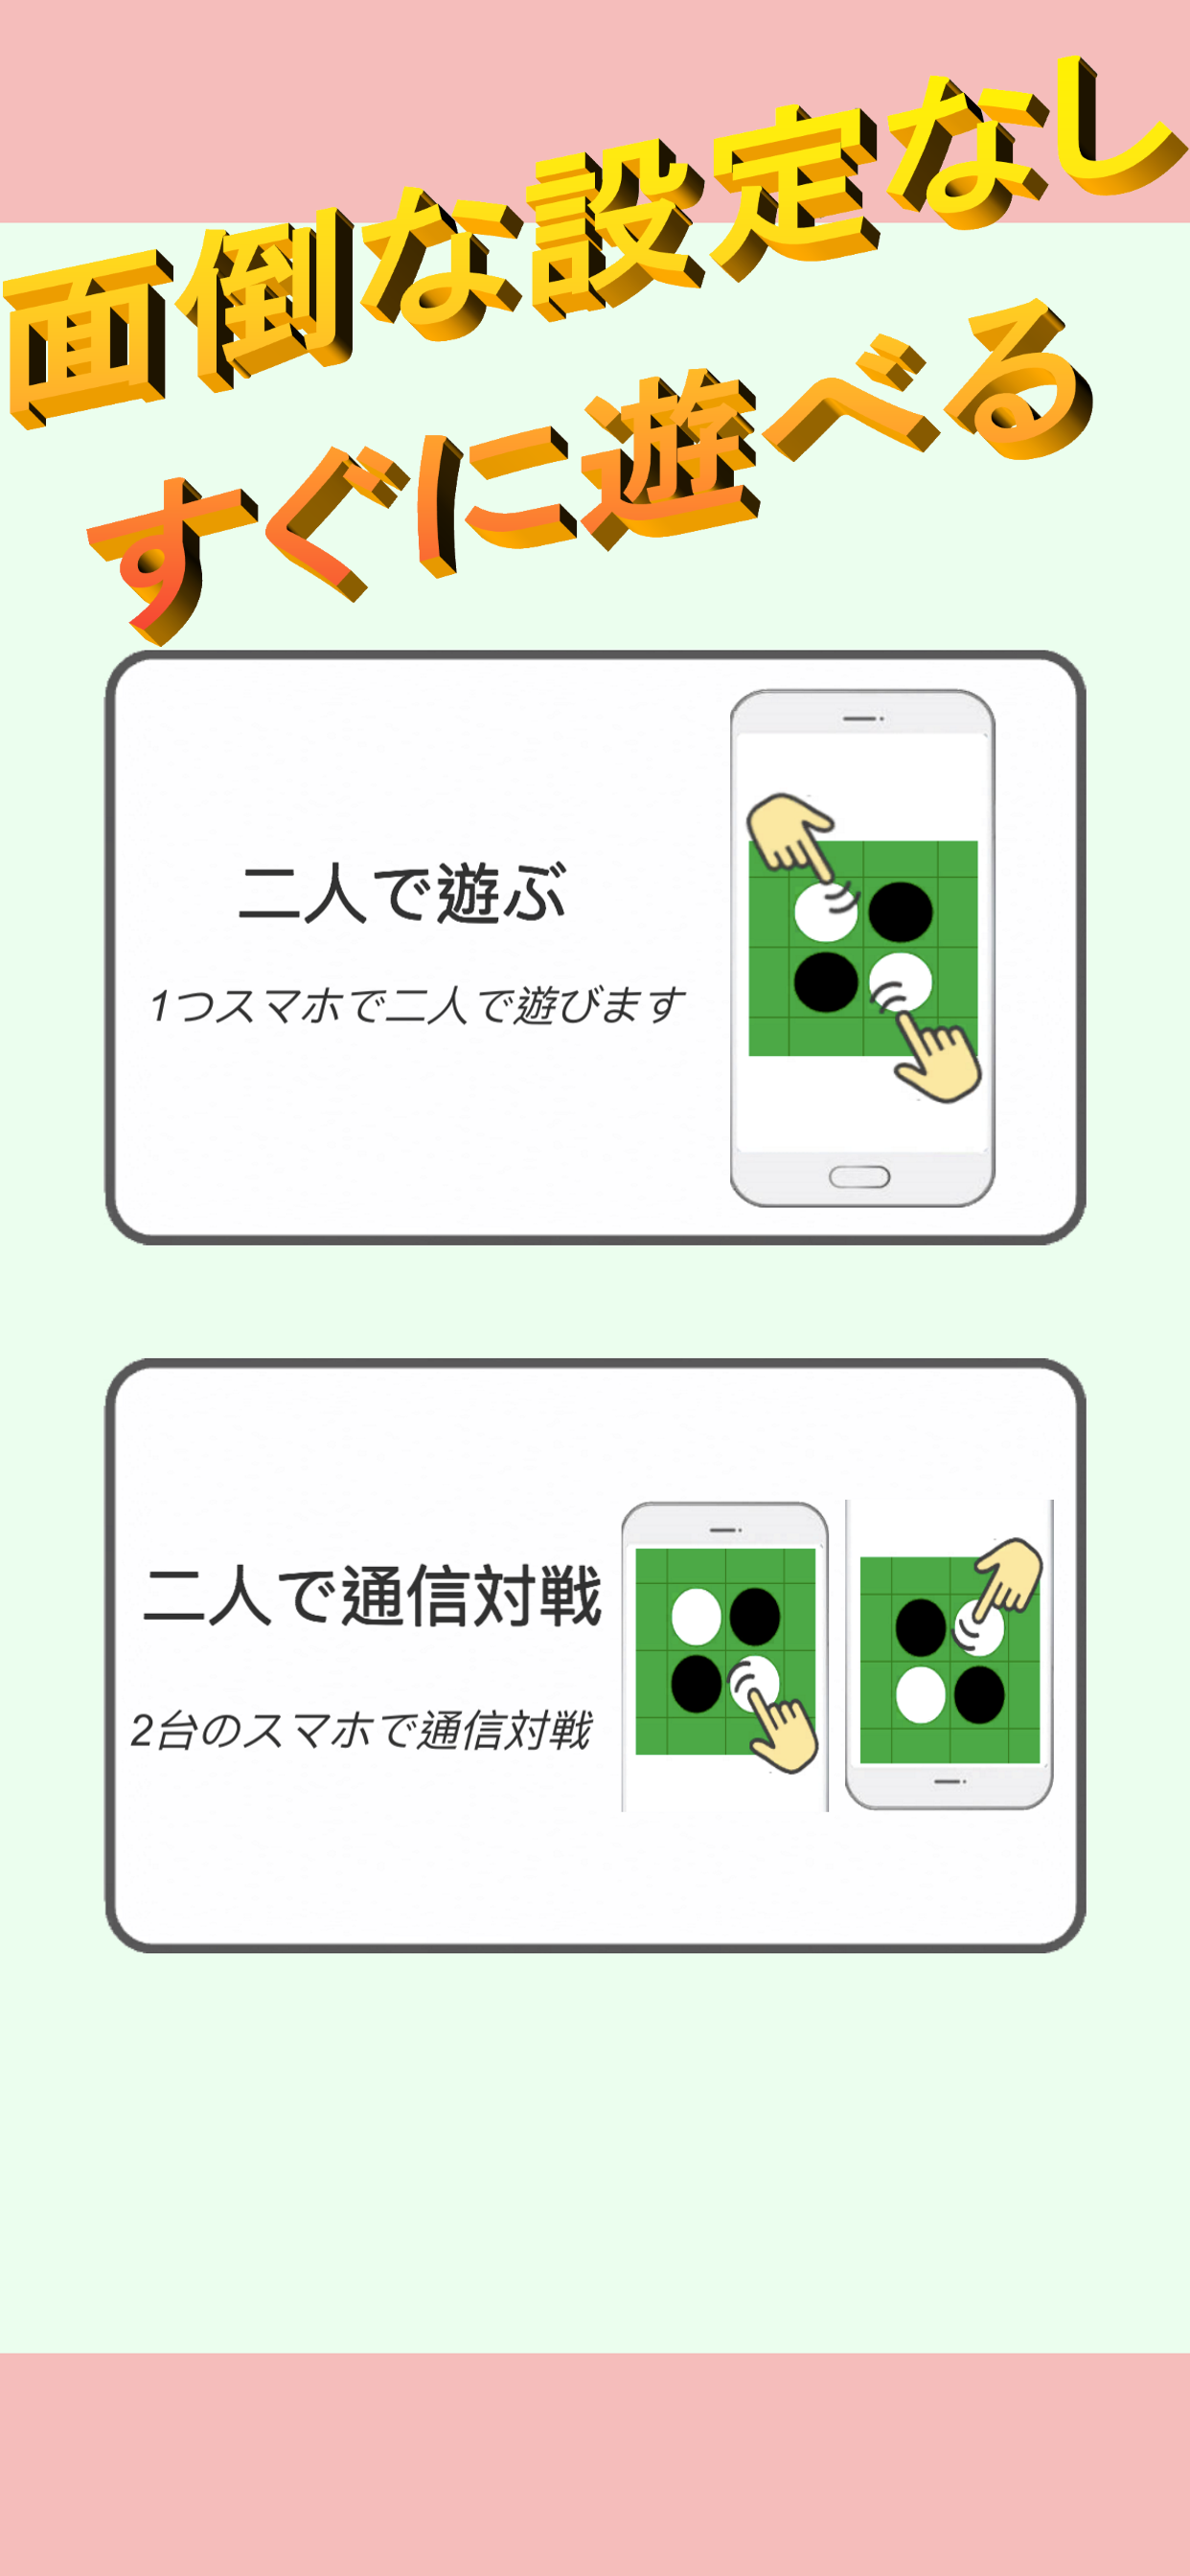 面倒な設定なし
すぐに遊べる
二人で遊ぶ
1つスマホで二人で遊びます
二人で通信対戦
2台のスマホで通信対戦